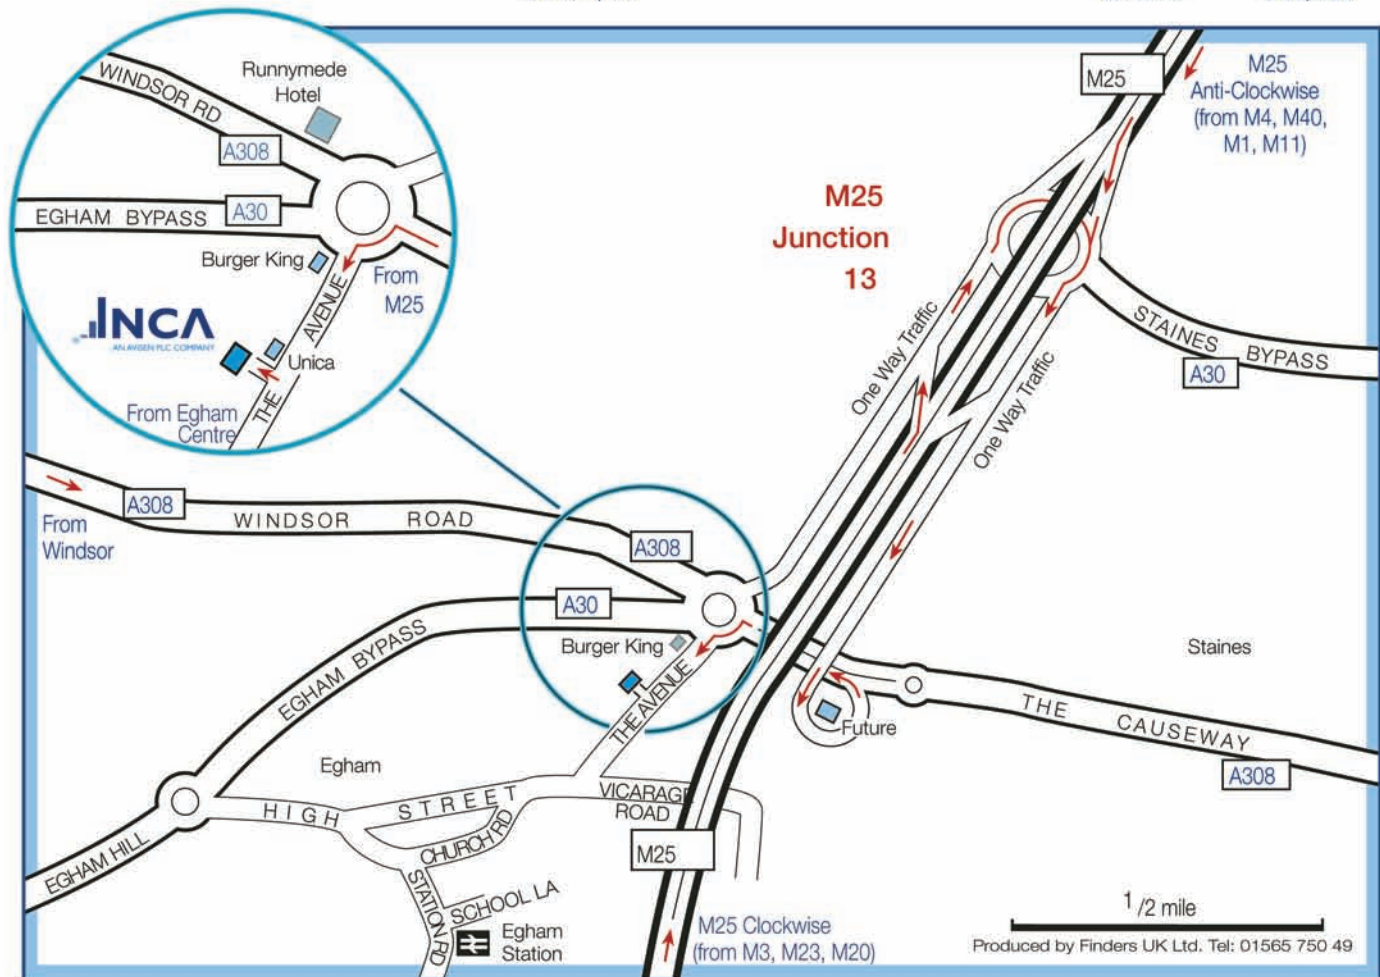 WINDSOR RD
Runnymede
Hotel
A308
EGHAM BYPASS
A30
Burger King
From
M25
INCA
AN AVISEN PLC COMPANY
THE AVENUE
Unica
From Egham
Centre
M25
M25
Anti-Clockwise
(from M4, M40,
M1, M11)
M25
Junction
13
One Way Traffic
One Way Traffic
STAINES BYPASS
A30
From
Windsor
A308
WINDSOR ROAD
A308
A30
EGHAM BYPASS
Burger King
THE AVENUE
Staines
Future
THE CAUSEWAY
A308
Egham
HIGH STREET
VICARAGE
ROAD
EGHAM HILL
CHURCH RD
M25
STATION RD
SCHOOL LA
Egham
Station
M25 Clockwise
(from M3, M23, M20)
1/2 mile
Produced by Finders UK Ltd. Tel: 01565 750 49